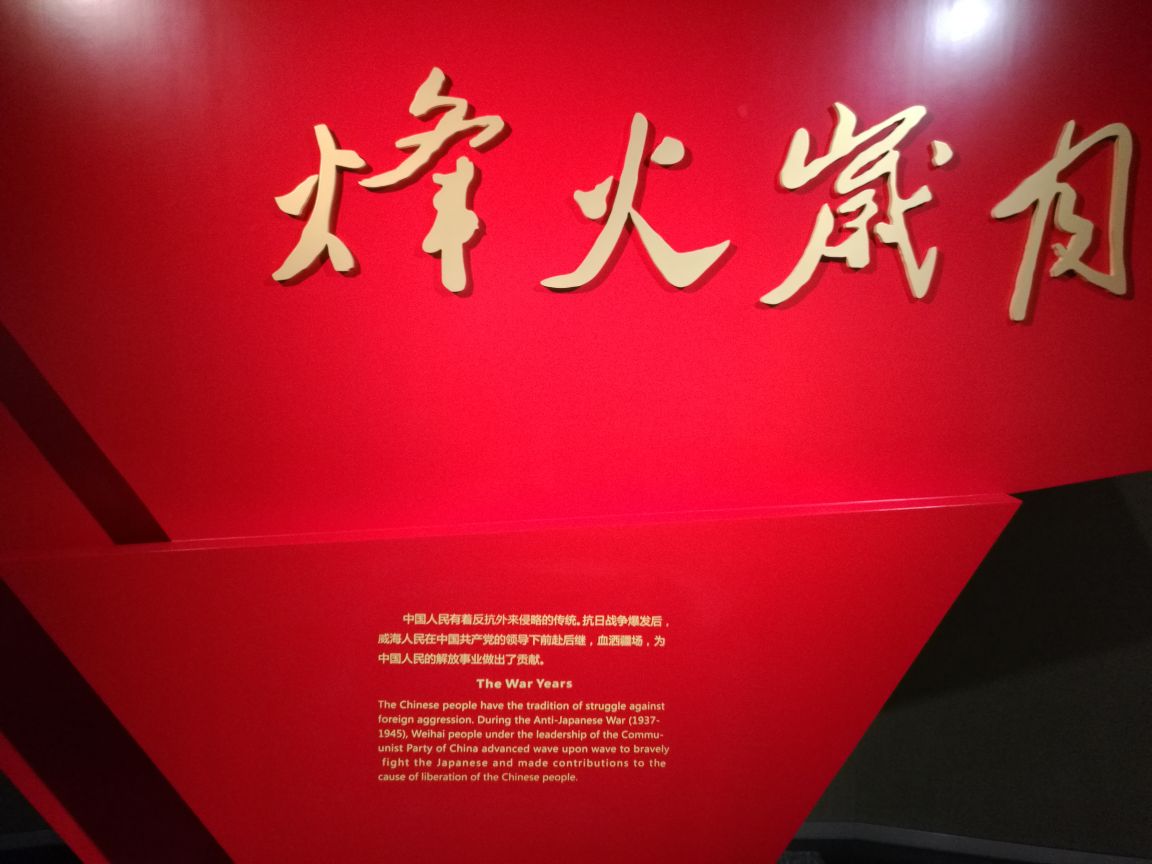 烽火歲月
中国人民有着反抗外来侵略的传统。抗日战争爆发后，
威海人民在中国共产党的领导下前赴后继，血洒疆场，为
中国人民的解放事业做出了贡献。
The War Years
The Chinese people have the tradition of struggle against
foreign aggression. During the Anti-Japanese War (1937-
1945), Weihai people under the leadership of the Commu-
unist Party of China advanced wave upon wave to bravely
fight the Japanese and made contributions to the
cause of liberation of the Chinese people.